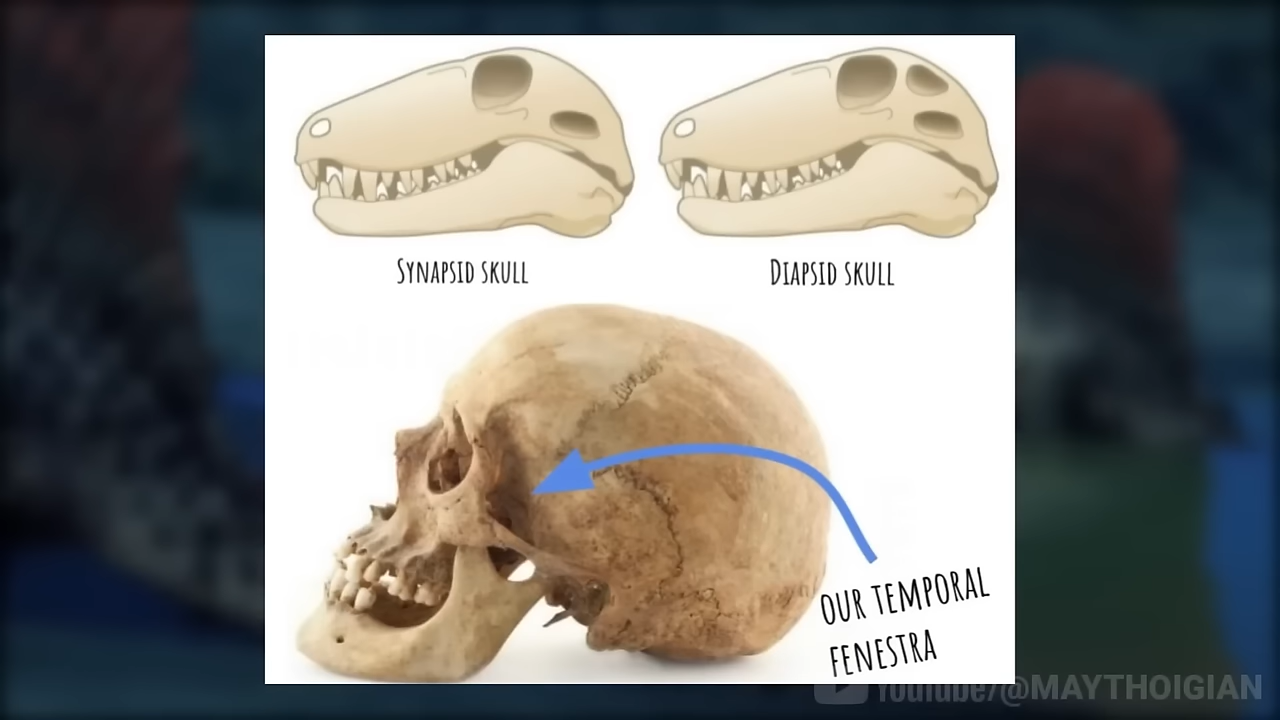 SYNAPSID SKULL
DIAPSID SKULL
OUR TEMPORAL
FENESTRA
Youtube/@MAYTHOIGIAN